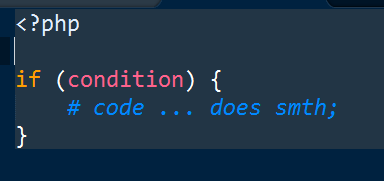 <?php
if (condition) {
# code ... does smth;
}